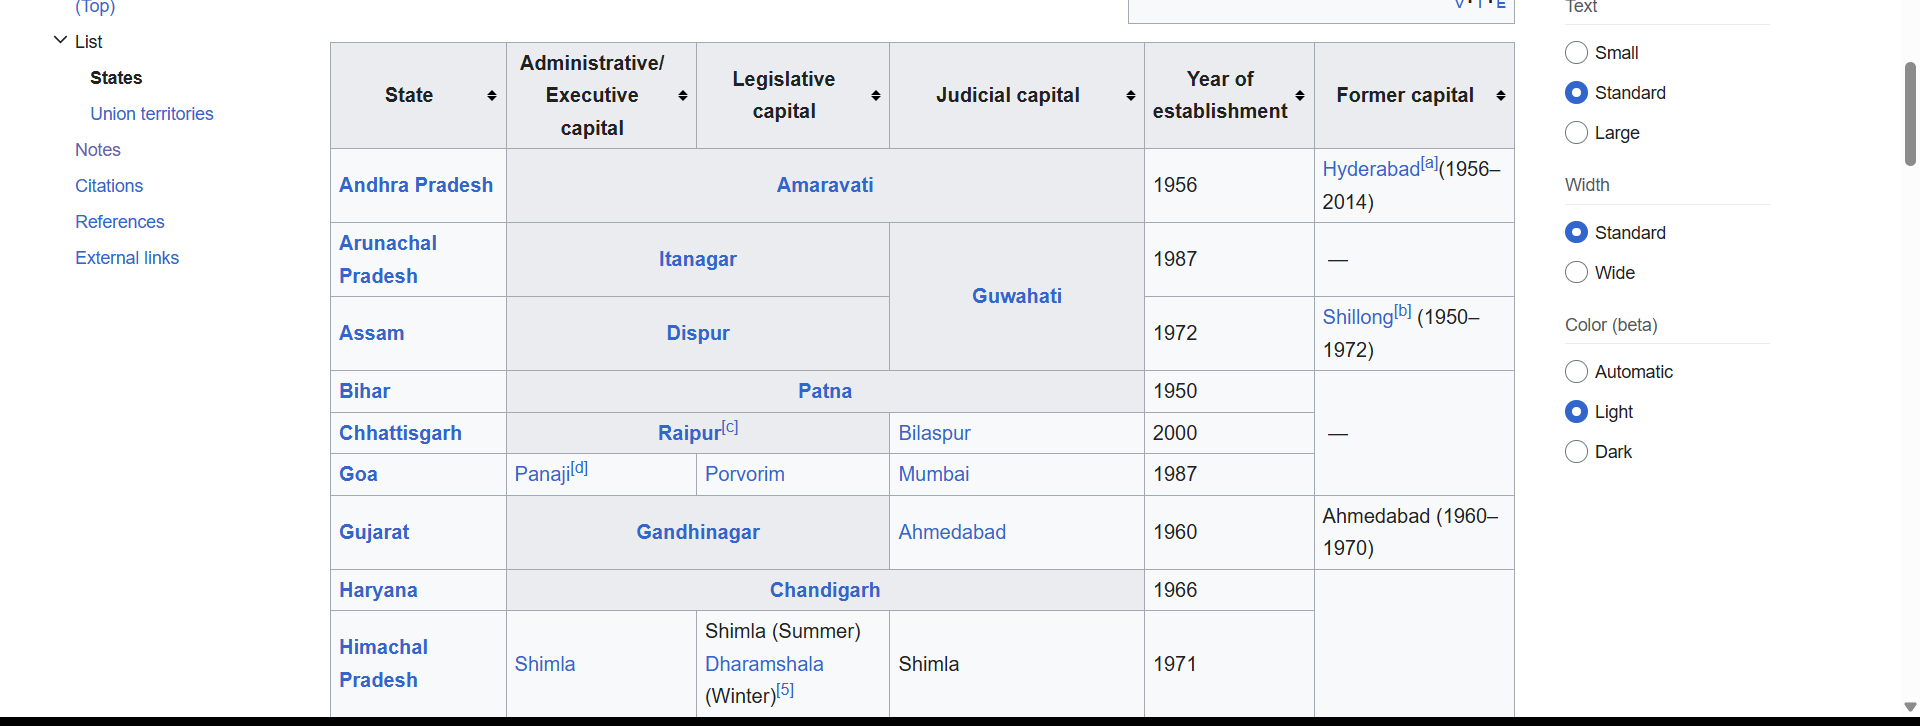 (Top)
List
States
Union territories
Notes
Citations
References
External links
V • T • E
State
Administrative/
Executive
capital
Legislative
capital
Judicial capital
Year of
establishment
Former capital
Andhra Pradesh
Amaravati
1956
Hyderabad[a](1956–
2014)
Arunachal
Pradesh
Itanagar
Guwahati
1987
—
Assam
Dispur
1972
Shillong[b] (1950–
1972)
Bihar
Patna
1950
—
Chhattisgarh
Raipur[c]
Bilaspur
2000
Goa
Panaji[d]
Porvorim
Mumbai
1987
Gujarat
Gandhinagar
Ahmedabad
1960
Ahmedabad (1960–
1970)
Haryana
Chandigarh
1966
Himachal
Pradesh
Shimla
Shimla (Summer)
Dharamshala
(Winter)[5]
Shimla
1971
Text
Small
Standard
Large
Width
Standard
Wide
Color (beta)
Automatic
Light
Dark